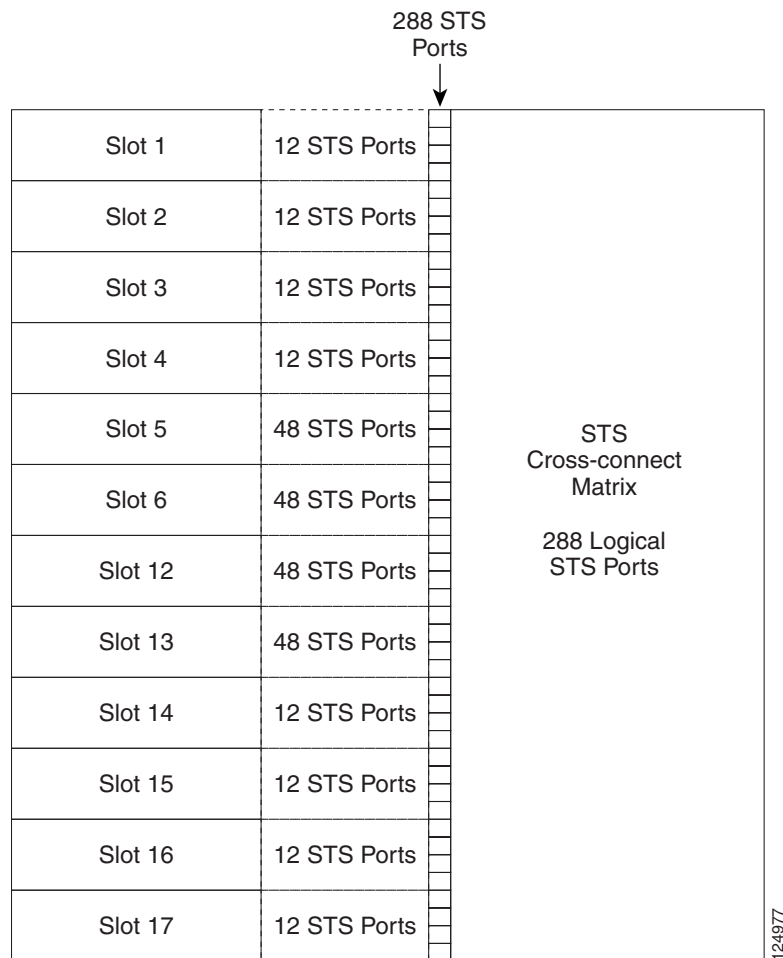 288 STS
Ports
Slot 1 12 STS Ports
Slot 2 12 STS Ports
Slot 3 12 STS Ports
Slot 4 12 STS Ports
Slot 5 48 STS Ports
Slot 6 48 STS Ports
Slot 12 48 STS Ports
Slot 13 48 STS Ports
Slot 14 12 STS Ports
Slot 15 12 STS Ports
Slot 16 12 STS Ports
Slot 17 12 STS Ports
STS
Cross-connect
Matrix
288 Logical
STS Ports
124977